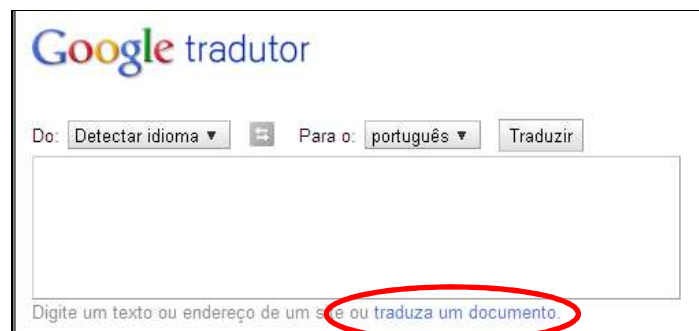 Google tradutor
Do: Detectar idioma ▼ Para o: português ▼ Traduzir
Digite um texto ou endereço de um site ou traduza um documento.